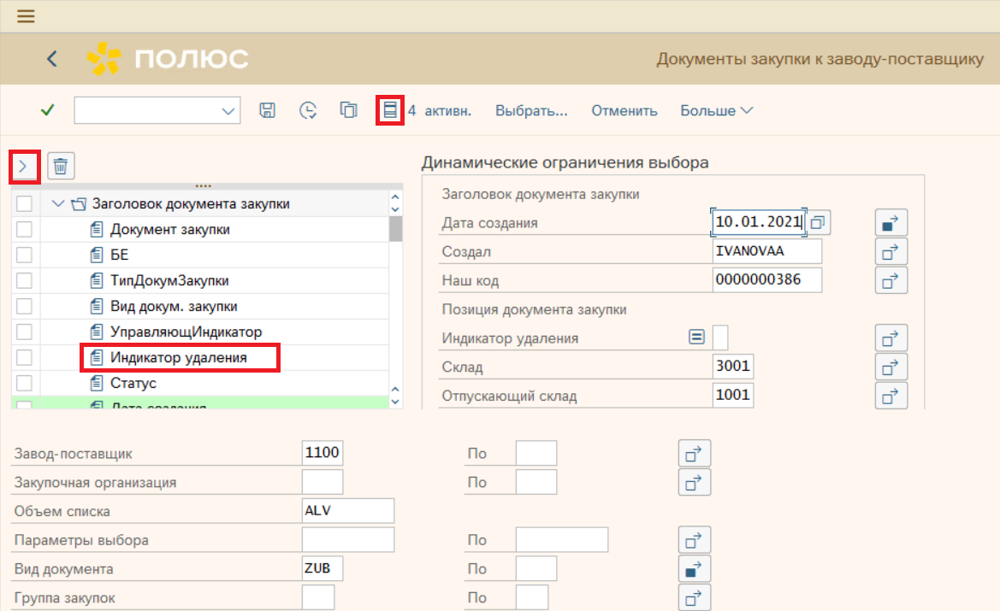 ПОЛЮС
Документы закупки к заводу-поставщику
4 активн. Выбрать... Отменить Больше
Динамические ограничения выбора
Заголовок документа закупки
Документ закупки
БЕ
ТипДокумЗакупки
Вид докум. закупки
УправляющИндикатор
Индикатор удаления
Статус
Дата создания
Заголовок документа закупки
Дата создания 10.01.2021
Создал IVANOVAA
Наш код 0000000386
Позиция документа закупки
Индикатор удаления
Склад 3001
Отпускающий склад 1001
Завод-поставщик 1100 По
Закупочная организация По
Объем списка ALV
Параметры выбора По
Вид документа ZUB По
Группа закупок По